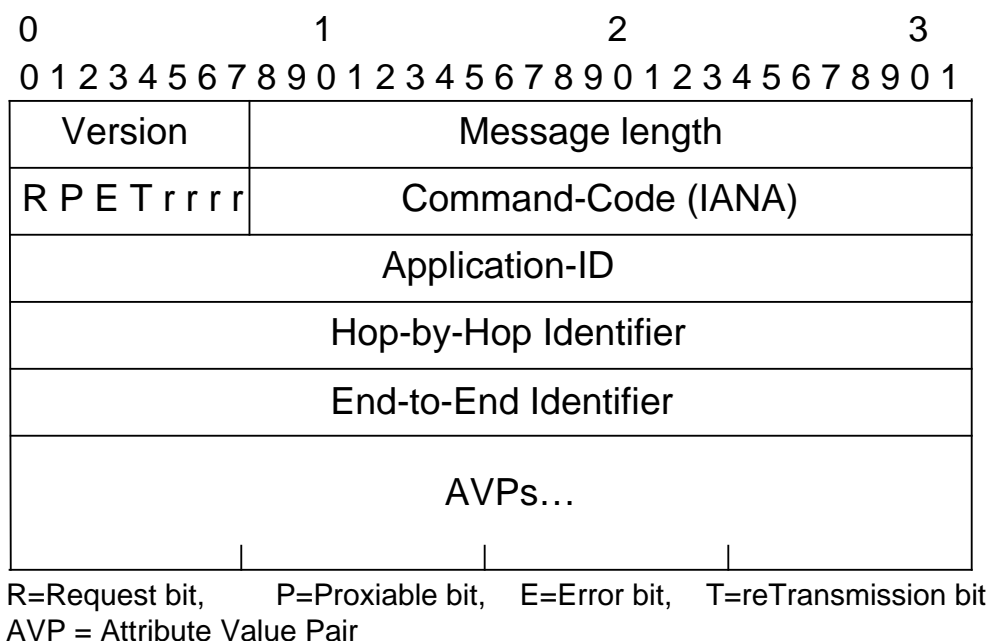 0 1 2 3
0 1 2 3 4 5 6 7 8 9 0 1 2 3 4 5 6 7 8 9 0 1 2 3 4 5 6 7 8 9 0 1
Version Message length
R P E T r r r r Command-Code (IANA)
Application-ID
Hop-by-Hop Identifier
End-to-End Identifier
AVPs…
R=Request bit, P=Proxiable bit, E=Error bit, T=reTransmission bit
AVP = Attribute Value Pair